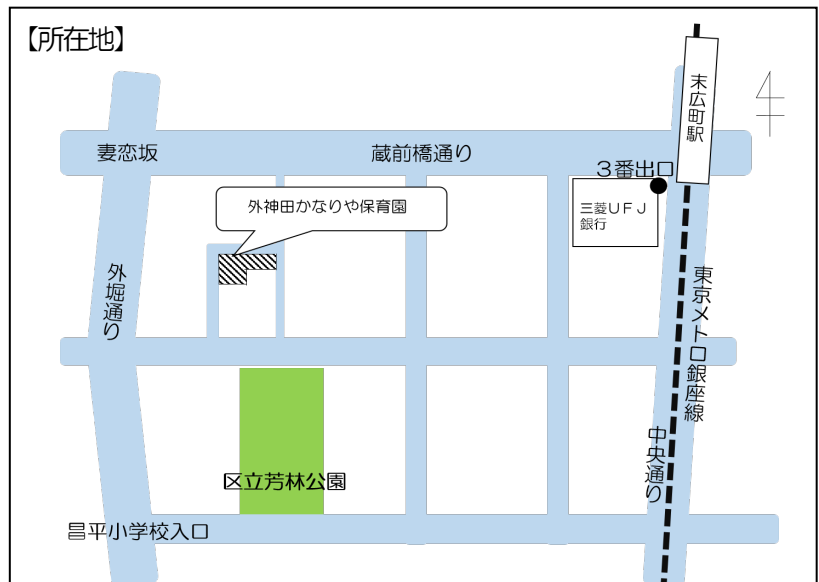 【所在地】
末広町駅
妻恋坂
蔵前橋通り
3番出口
三菱UFJ
銀行
外神田かなりや保育園
外堀通り
東京メトロ銀座線
中央通り
区立芳林公園
昌平小学校入口